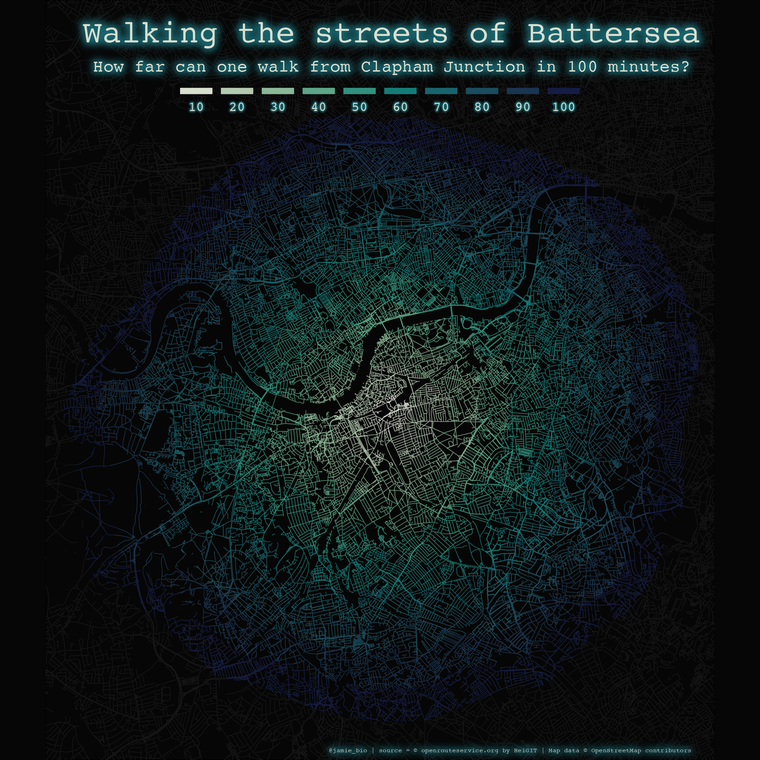 Walking the streets of Battersea
How far can one walk from Clapham Junction in 100 minutes?
10 20 30 40 50 60 70 80 90 100
@jamie_bio | source = © openrouteservice.org by HeiGIT | Map data © OpenStreetMap contributors